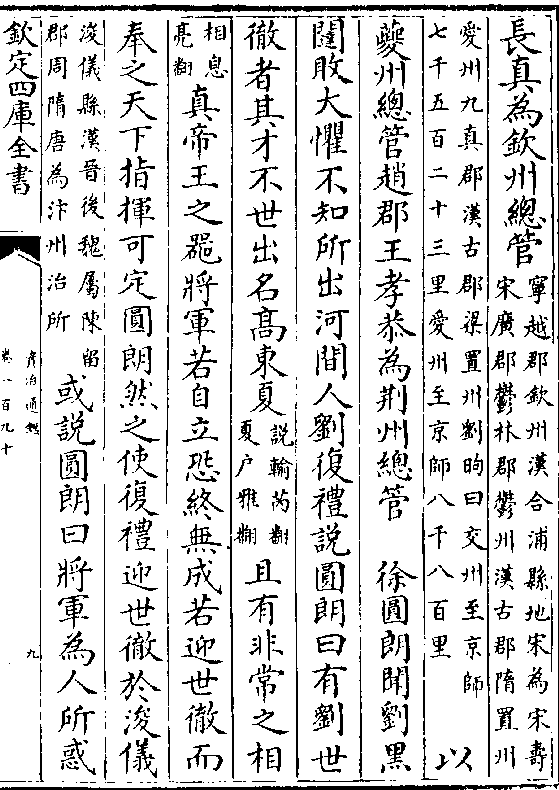 長真為欽州總管寧越郡欽州漢合浦縣地宋為宋壽
宋廣郡鬱林郡鬱州漢古郡隋置州
愛州九真郡漢古郡梁置州劉昫曰交州至京師
七千五百二十三里愛州至京師八千八百里以
夔州總管趙郡王孝恭為荆州總管 徐圓朗聞劉黑
闥敗大懼不知所出河間人劉復禮說圓朗曰有劉世
徹者其才不世出名髙東夏說輸芮翻
夏户雅翻且有非常之相
相息
亮翻真帝王之器將軍若自立恐終無成若迎世徹而
奉之天下指揮可定圓朗然之使復禮迎世徹於浚儀
浚儀縣漢晉後魏屬陳留
郡周隋唐為汴州治所或說圓朗曰將軍為人所惑
欽定四庫全書
資治通鑑
卷一百九十
九